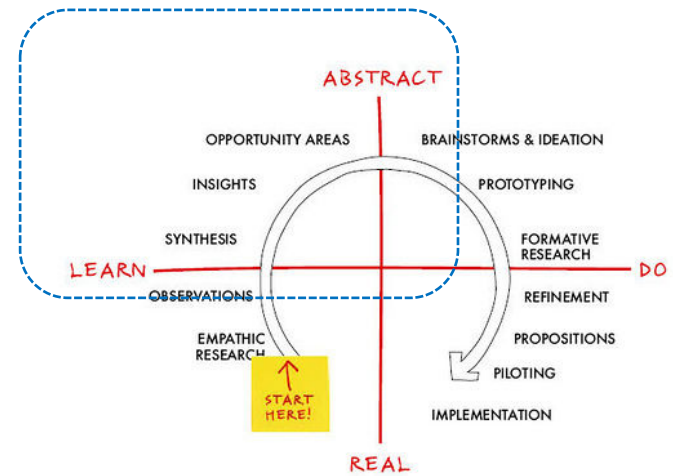 ABSTRACT
OPPORTUNITY AREAS
BRAINSTORMS & IDEATION
INSIGHTS
PROTOTYPING
SYNTHESIS
FORMATIVE
RESEARCH
LEARN
DO
OBSERVATIONS
REFINEMENT
EMPATHIC
RESEARCH
PROPOSITIONS
PILOTING
START
HERE!
IMPLEMENTATION
REAL